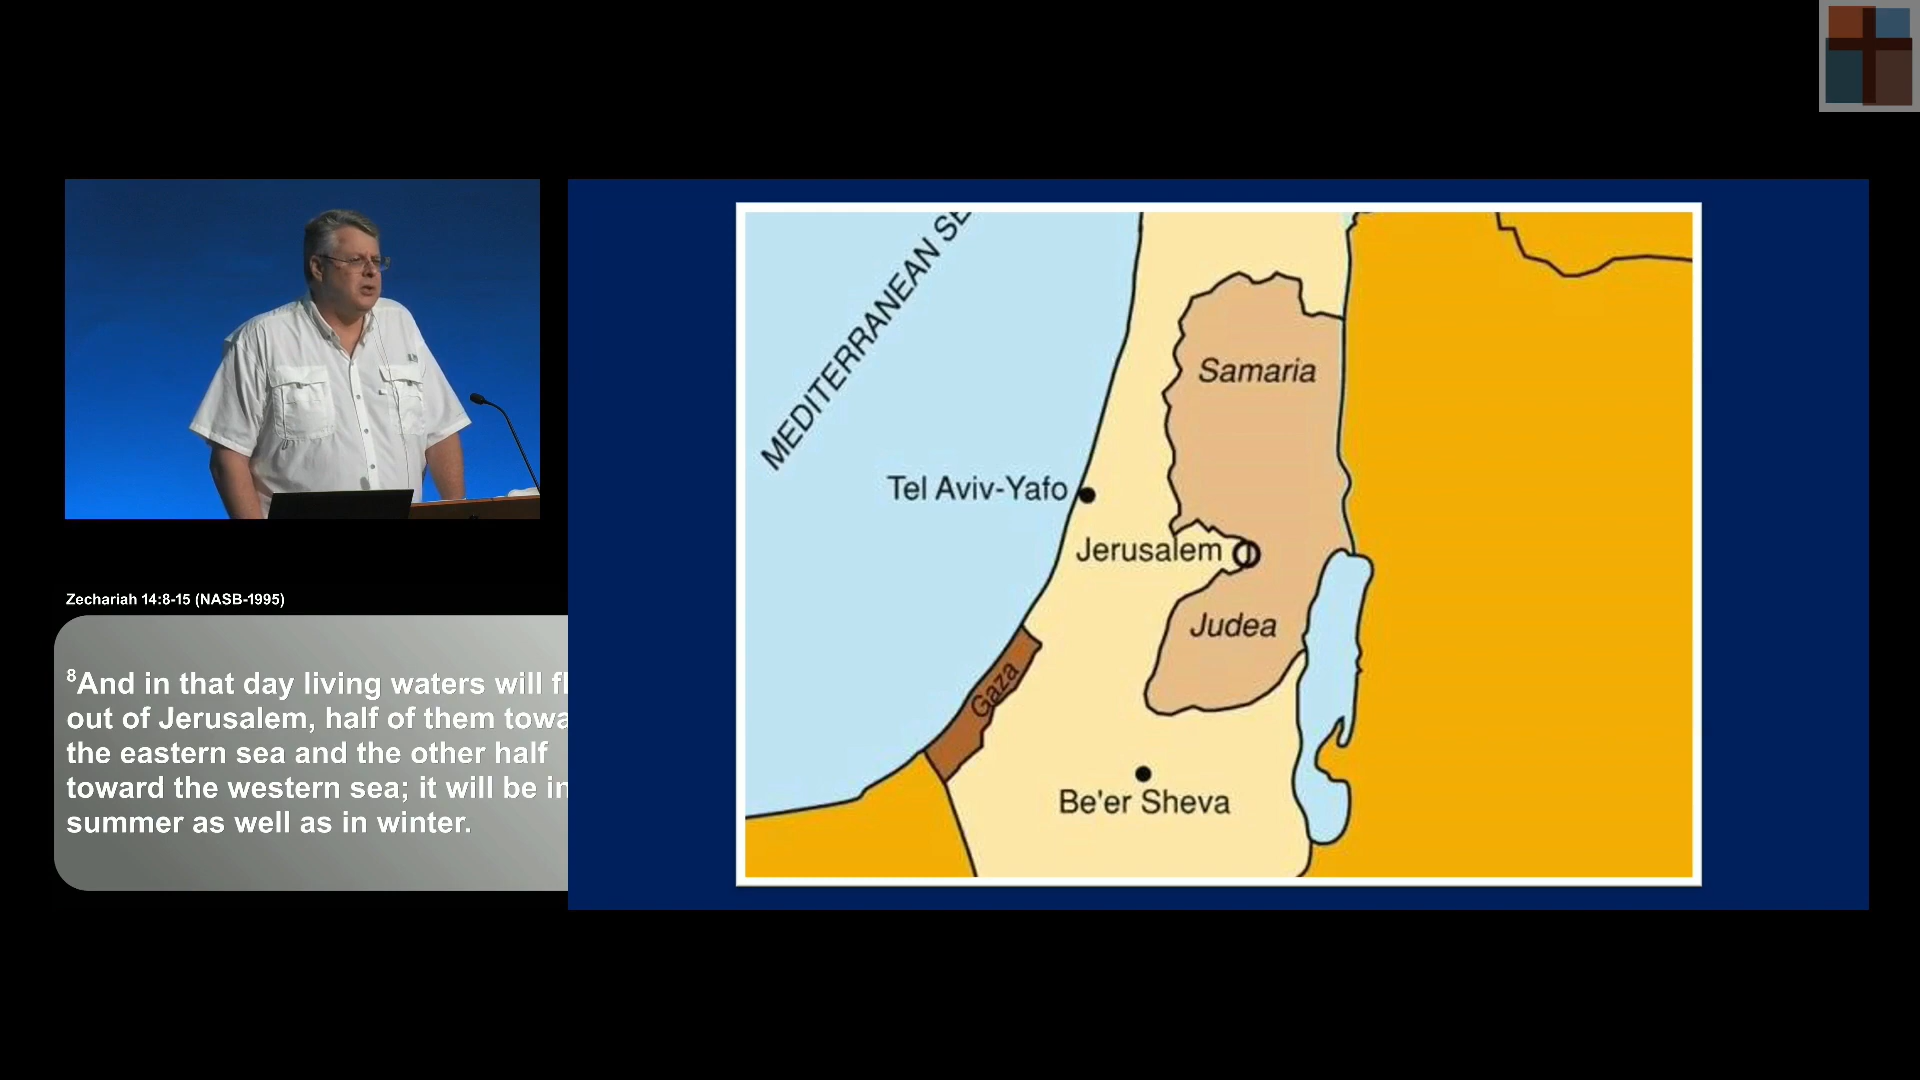 Zechariah 14:8-15 (NASB-1995)
8And in that day living waters will
out of Jerusalem, half of them
the eastern sea and the other half
toward the western sea; it will be in
summer as well as in winter.
MEDITERRANEAN
Samaria
Tel Aviv-Yafo
Jerusalem
Judea
Gaza
Be'er Sheva